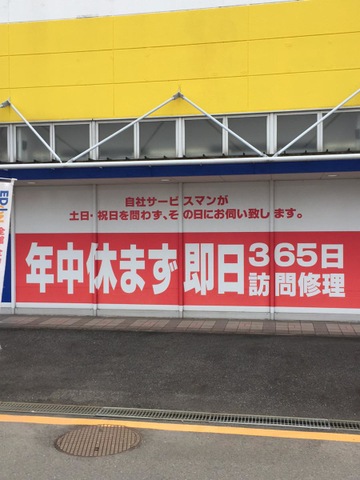 自社サービスマンが
土日・祝日を問わず、その日にお伺い致します。
年中休まず即日365日
訪問修理